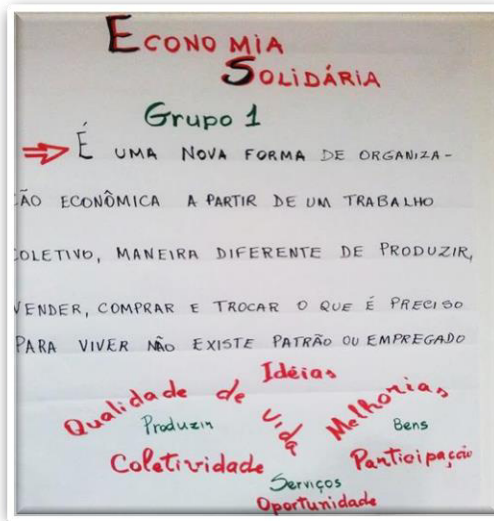 ECONOMIA
SOLIDÁRIA
Grupo 1
É UMA NOVA FORMA DE ORGANIZA-
ÇÃO ECONÔMICA A PARTIR DE UM TRABALHO
COLETIVO, MANEIRA DIFERENTE DE PRODUZIR,
VENDER, COMPRAR E TROCAR O QUE É PRECISO
PARA VIVER NÃO EXISTE PATRÃO OU EMPREGADO
Idéias
Qualidade de vida
Melhorias
Produzir
Bens
Coletividade
Participação
Serviços
Oportunidade